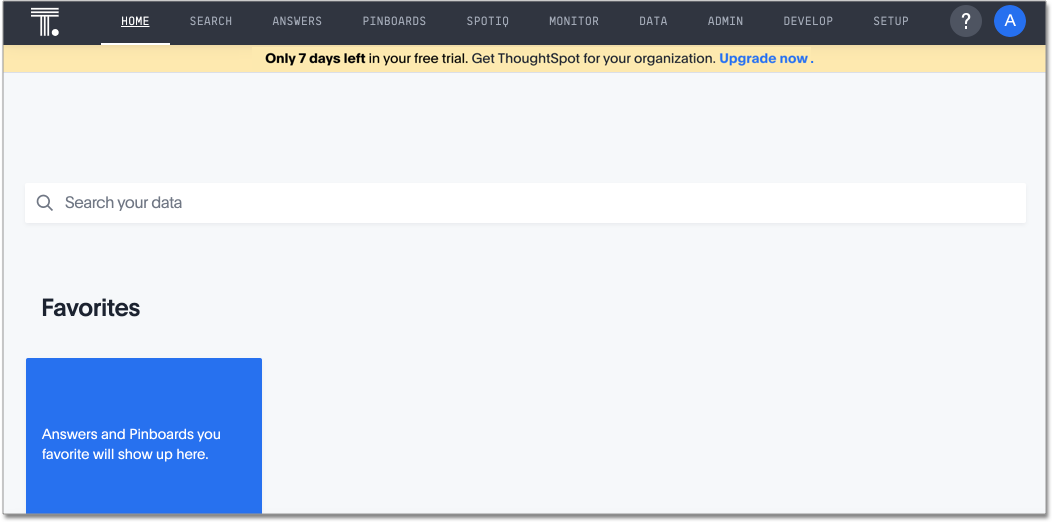 T. HOME SEARCH ANSWERS PINBOARDS SPOTIQ MONITOR DATA ADMIN DEVELOP SETUP ? A
Only 7 days left in your free trial. Get ThoughtSpot for your organization. Upgrade now .
Search your data
Favorites
Answers and Pinboards you
favorite will show up here.